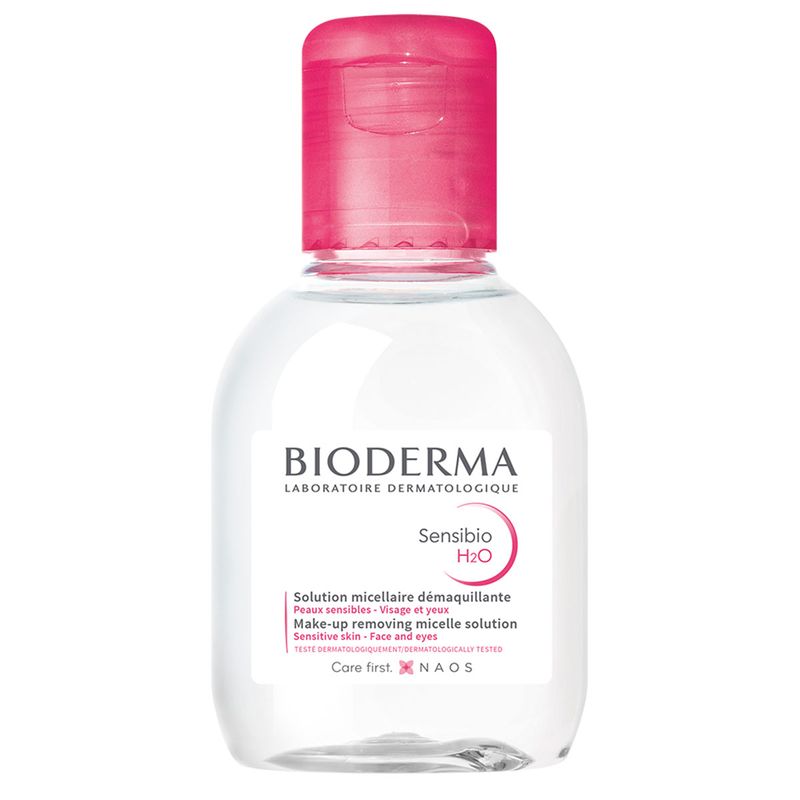 BIODERMA
LABORATOIRE DERMATOLOGIQUE
Sensibio
H2O
Solution micellaire démaquillante
Peaux sensibles - Visage et yeux
Make-up removing micelle solution
Sensitive skin - Face and eyes
TESTÉ DERMATOLOGIQUEMENT/DERMATOLOGICALLY TESTED
Care first. NAOS